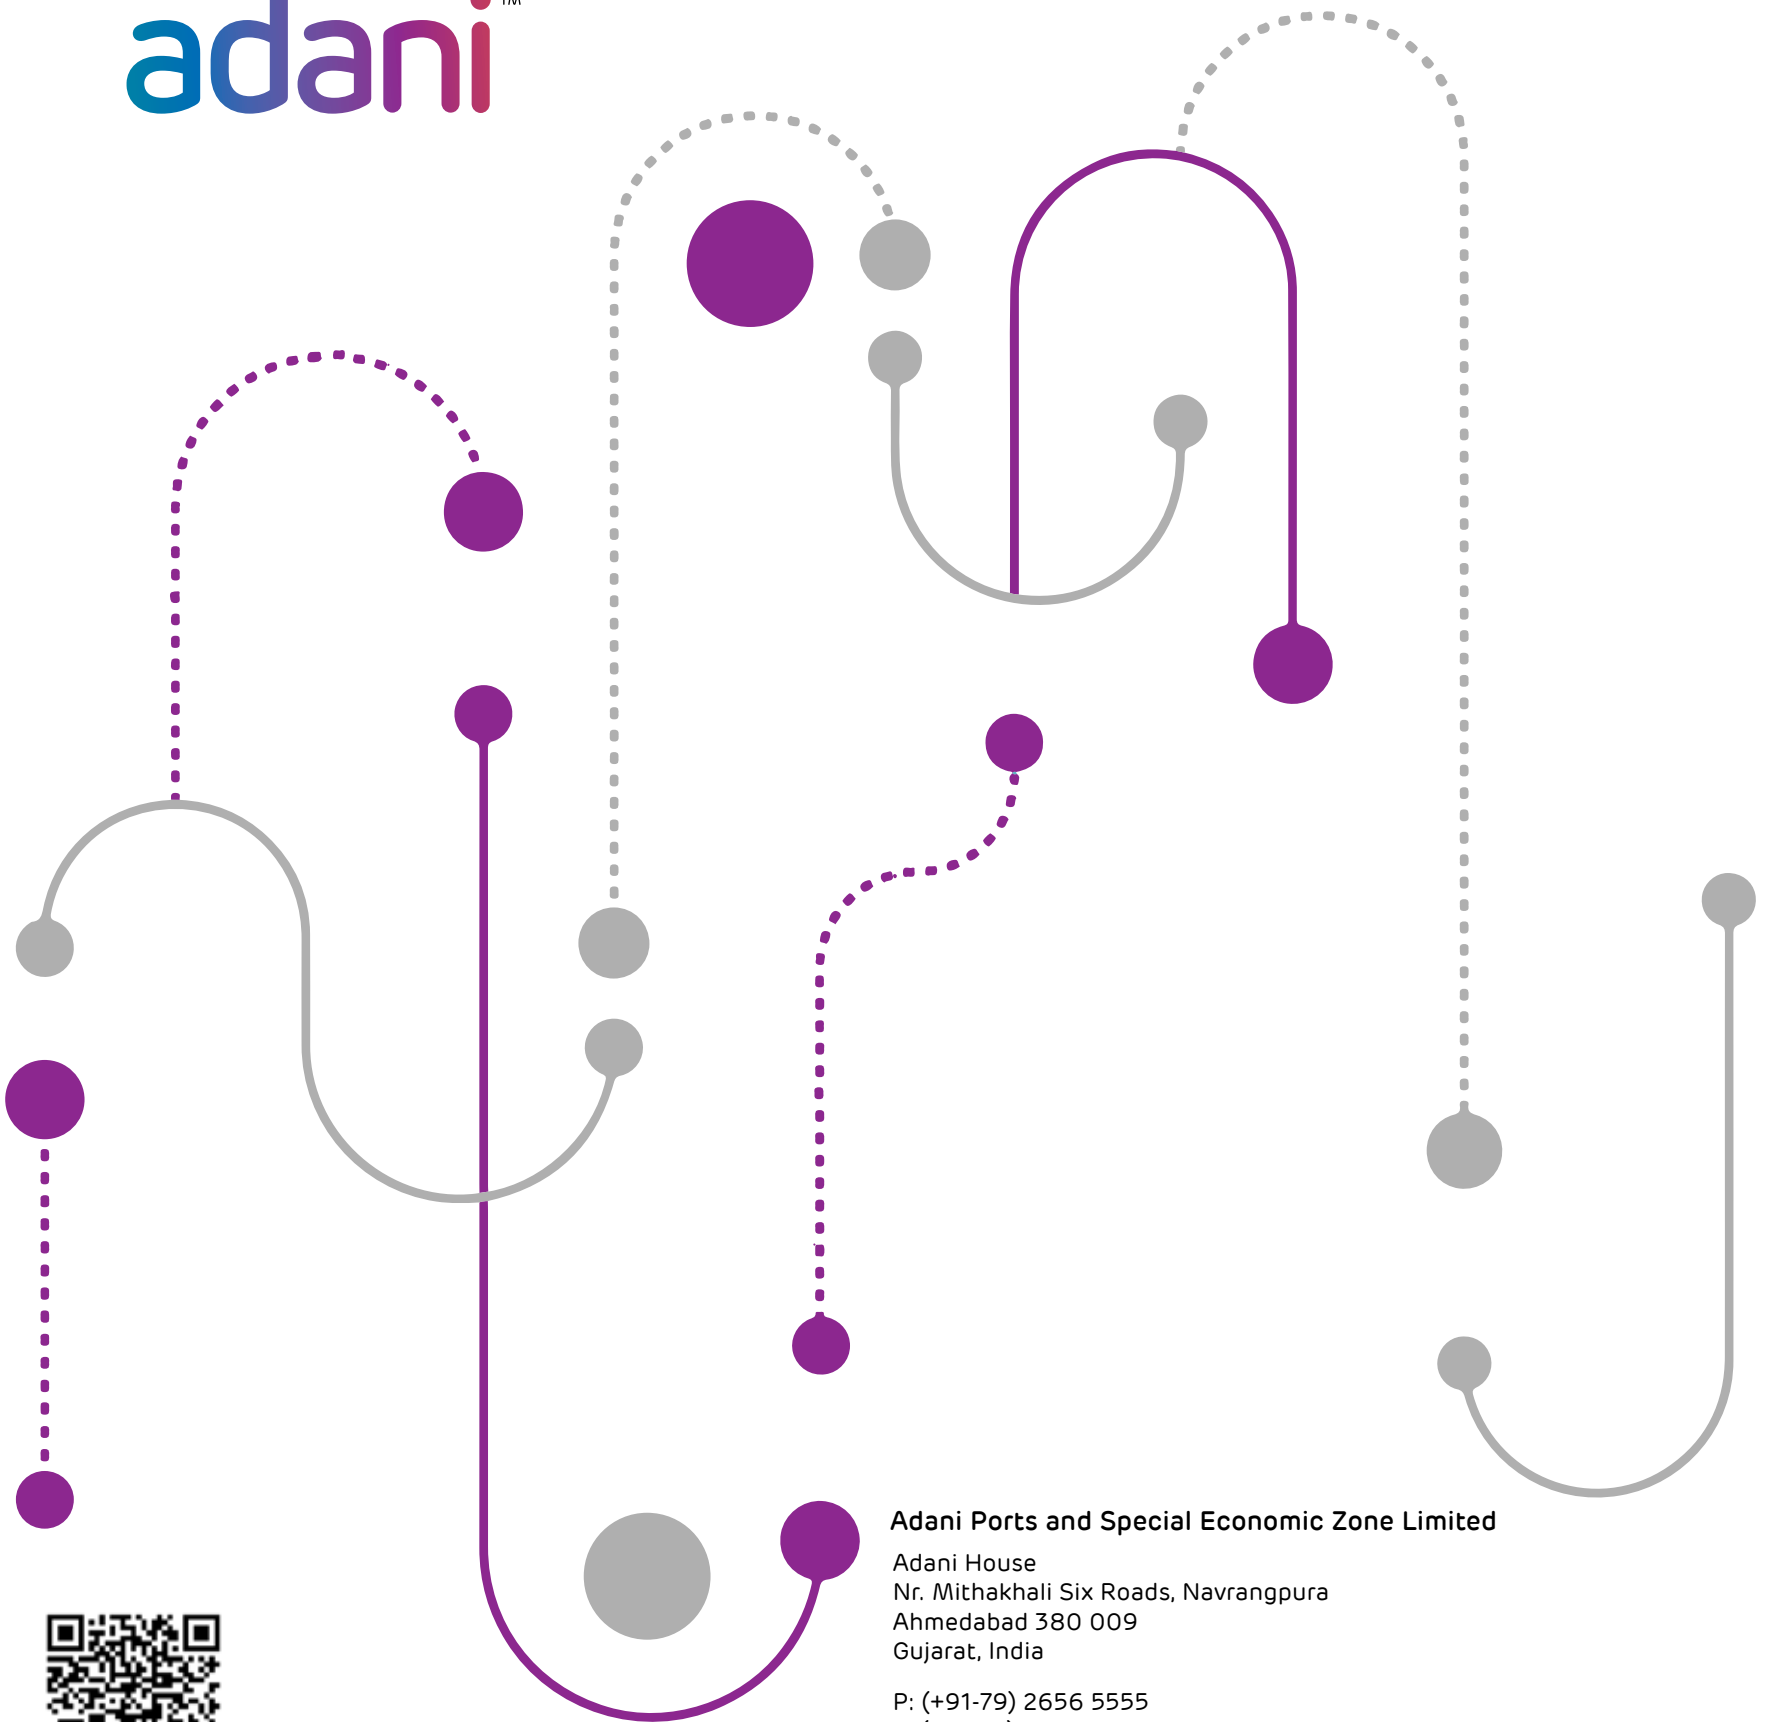 adani™
Adani Ports and Special Economic Zone Limited
Adani House
Nr. Mithakhali Six Roads, Navrangpura
Ahmedabad 380 009
Gujarat, India
P: (+91-79) 2656 5555